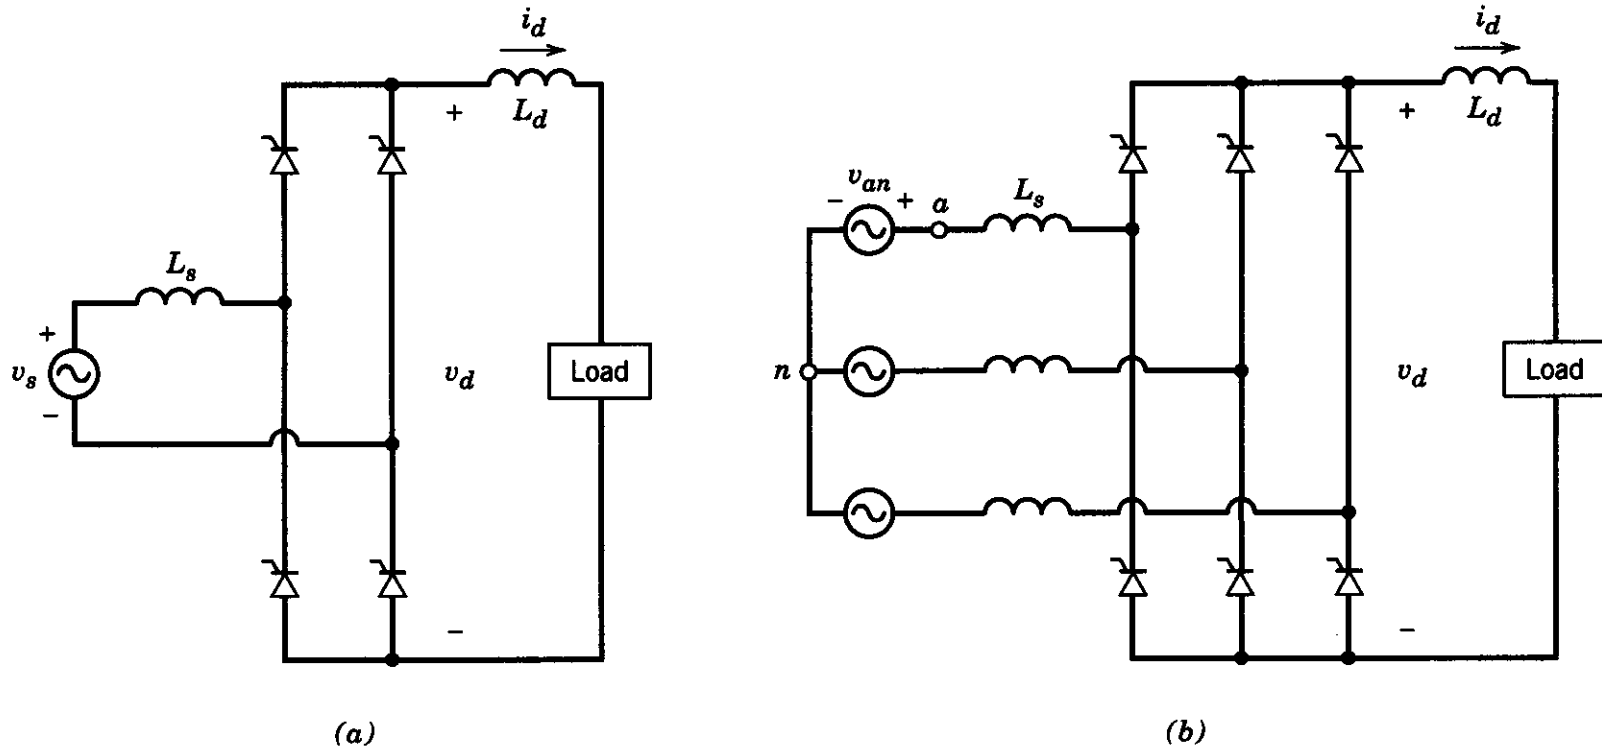 i_d
+
L_d
L_s
+
v_s
−
v_d
Load
−
(a)
i_d
+
L_d
v_an
− +
a
L_s
n
v_d
Load
−
(b)